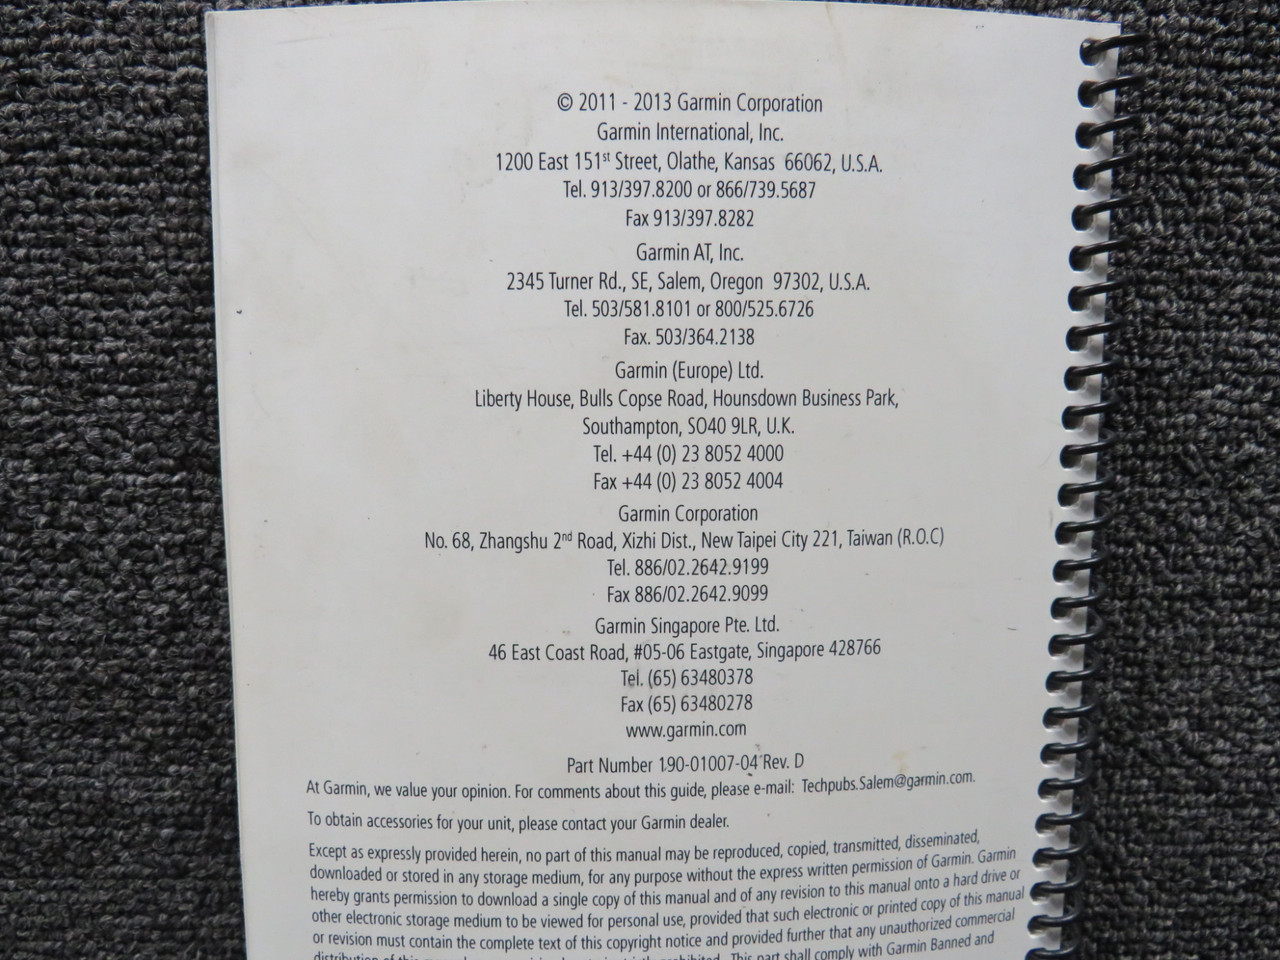 © 2011 - 2013 Garmin Corporation
Garmin International, Inc.
1200 East 151st Street, Olathe, Kansas  66062, U.S.A.
Tel. 913/397.8200 or 866/739.5687
Fax 913/397.8282
Garmin AT, Inc.
2345 Turner Rd., SE, Salem, Oregon  97302, U.S.A.
Tel. 503/581.8101 or 800/525.6726
Fax. 503/364.2138
Garmin (Europe) Ltd.
Liberty House, Bulls Copse Road, Hounsdown Business Park,
Southampton, SO40 9LR, U.K.
Tel. +44 (0) 23 8052 4000
Fax +44 (0) 23 8052 4004
Garmin Corporation
No. 68, Zhangshu 2nd Road, Xizhi Dist., New Taipei City 221, Taiwan (R.O.C)
Tel. 886/02.2642.9199
Fax 886/02.2642.9099
Garmin Singapore Pte. Ltd.
46 East Coast Road, #05-06 Eastgate, Singapore 428766
Tel. (65) 63480378
Fax (65) 63480278
www.garmin.com
Part Number 190-01007-04 Rev. D
At Garmin, we value your opinion. For comments about this guide, please e-mail: Techpubs.Salem@garmin.com.
To obtain accessories for your unit, please contact your Garmin dealer.
Except as expressly provided herein, no part of this manual may be reproduced, copied, transmitted, disseminated,
downloaded or stored in any storage medium, for any purpose without the express written permission of Garmin. Garmin
hereby grants permission to download a single copy of this manual and of any revision to this manual onto a hard drive or
other electronic storage medium to be viewed for personal use, provided that such electronic or printed copy of this manual
or revision must contain the complete text of this copyright notice and provided further that any unauthorized commercial
This part shall comply with Garmin Banned and